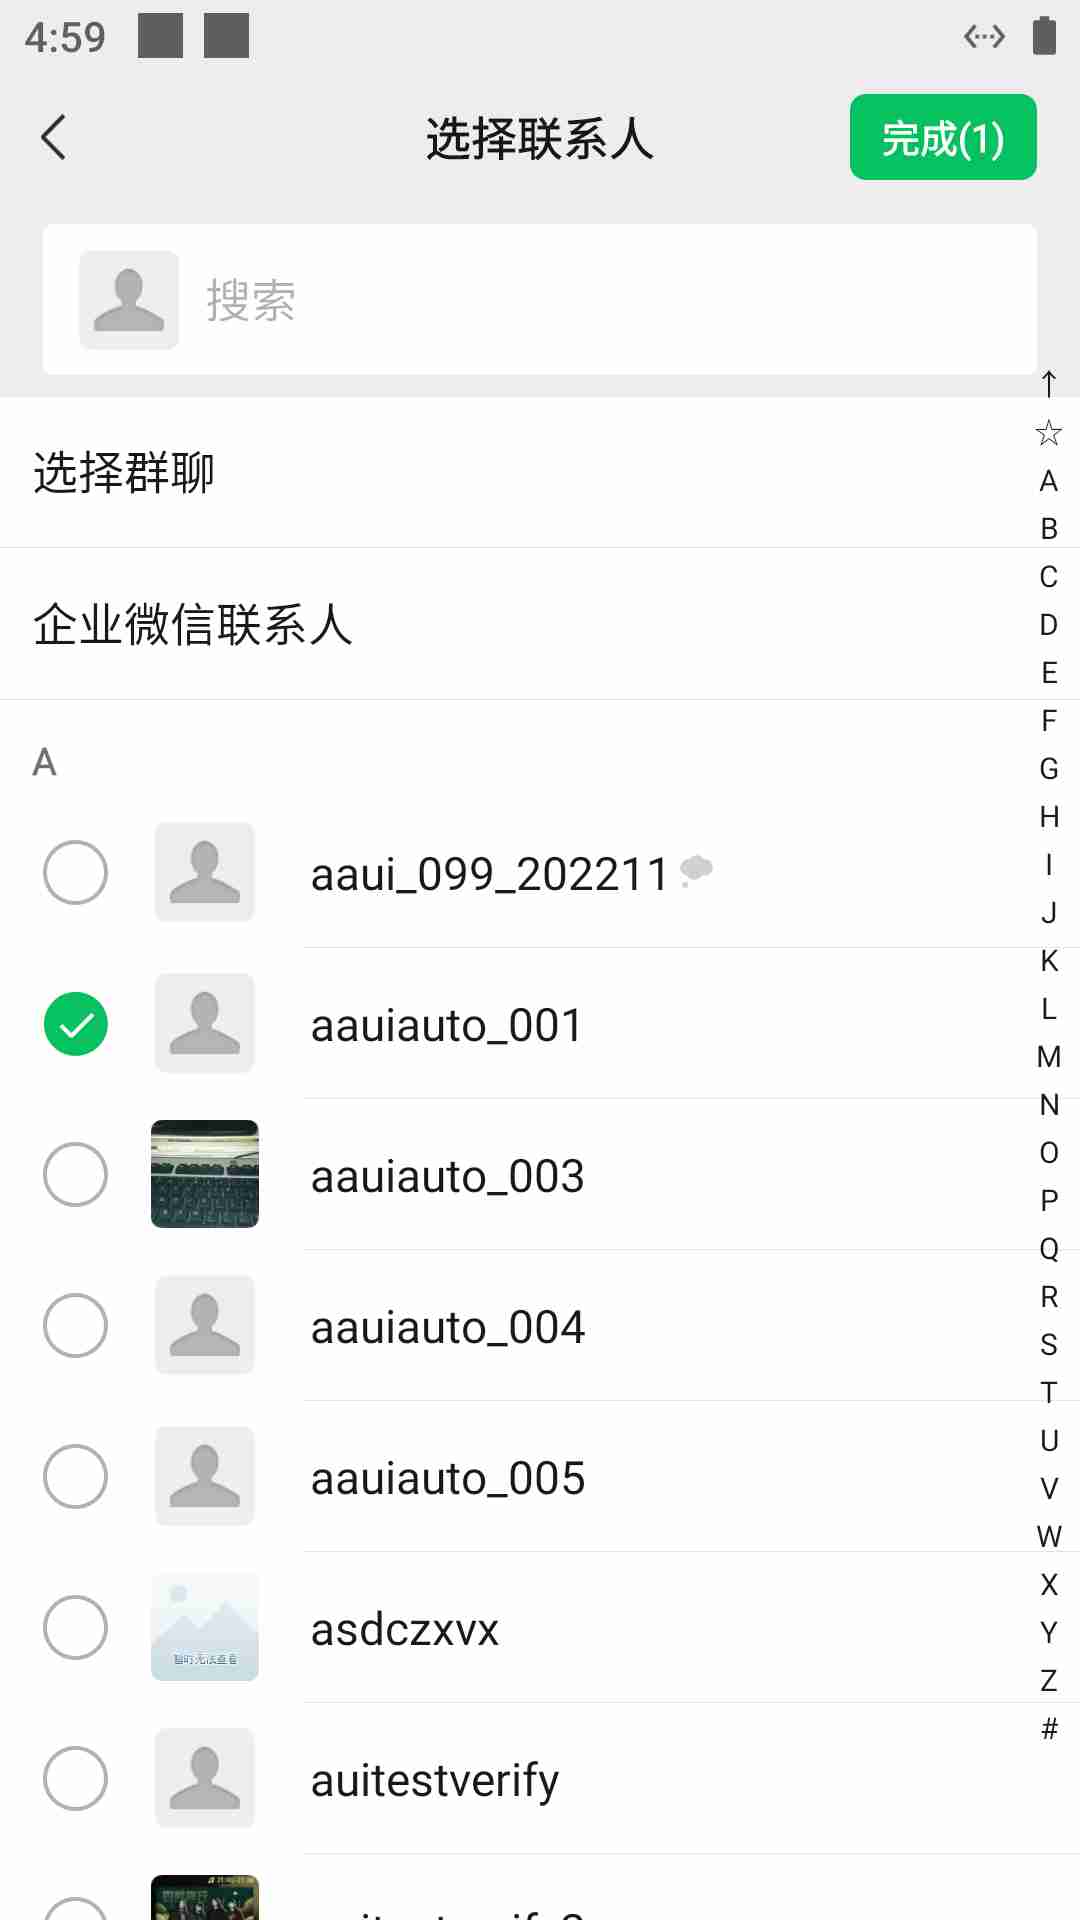 4:59
选择联系人
完成(1)
搜索
↑
☆
选择群聊
企业微信联系人
A
aaui_099_202211
aauiauto_001
aauiauto_003
aauiauto_004
aauiauto_005
asdczxvx
暂时无法查看
auitestverify
A
B
C
D
E
F
G
H
I
J
K
L
M
N
O
P
Q
R
S
T
U
V
W
X
Y
Z
#